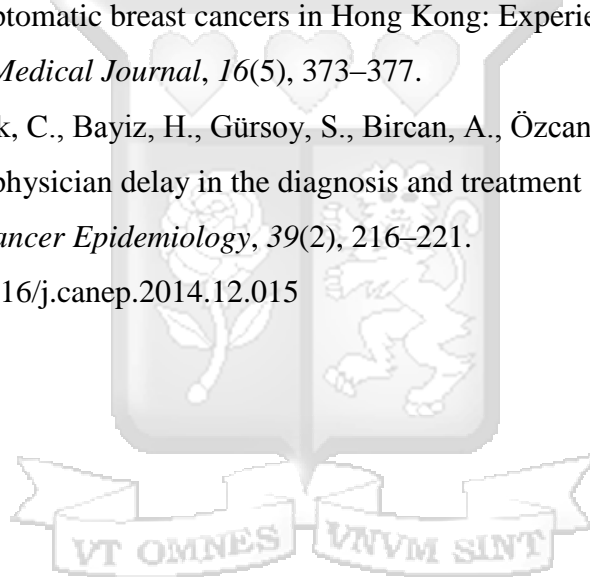 ptomatic breast cancers in Hong Kong: Experie
Medical Journal, 16(5), 373–377.
k, C., Bayiz, H., Gürsoy, S., Bircan, A., Özcan
physician delay in the diagnosis and treatment
ancer Epidemiology, 39(2), 216–221.
16/j.canep.2014.12.015
VT OMNES VNVM SINT